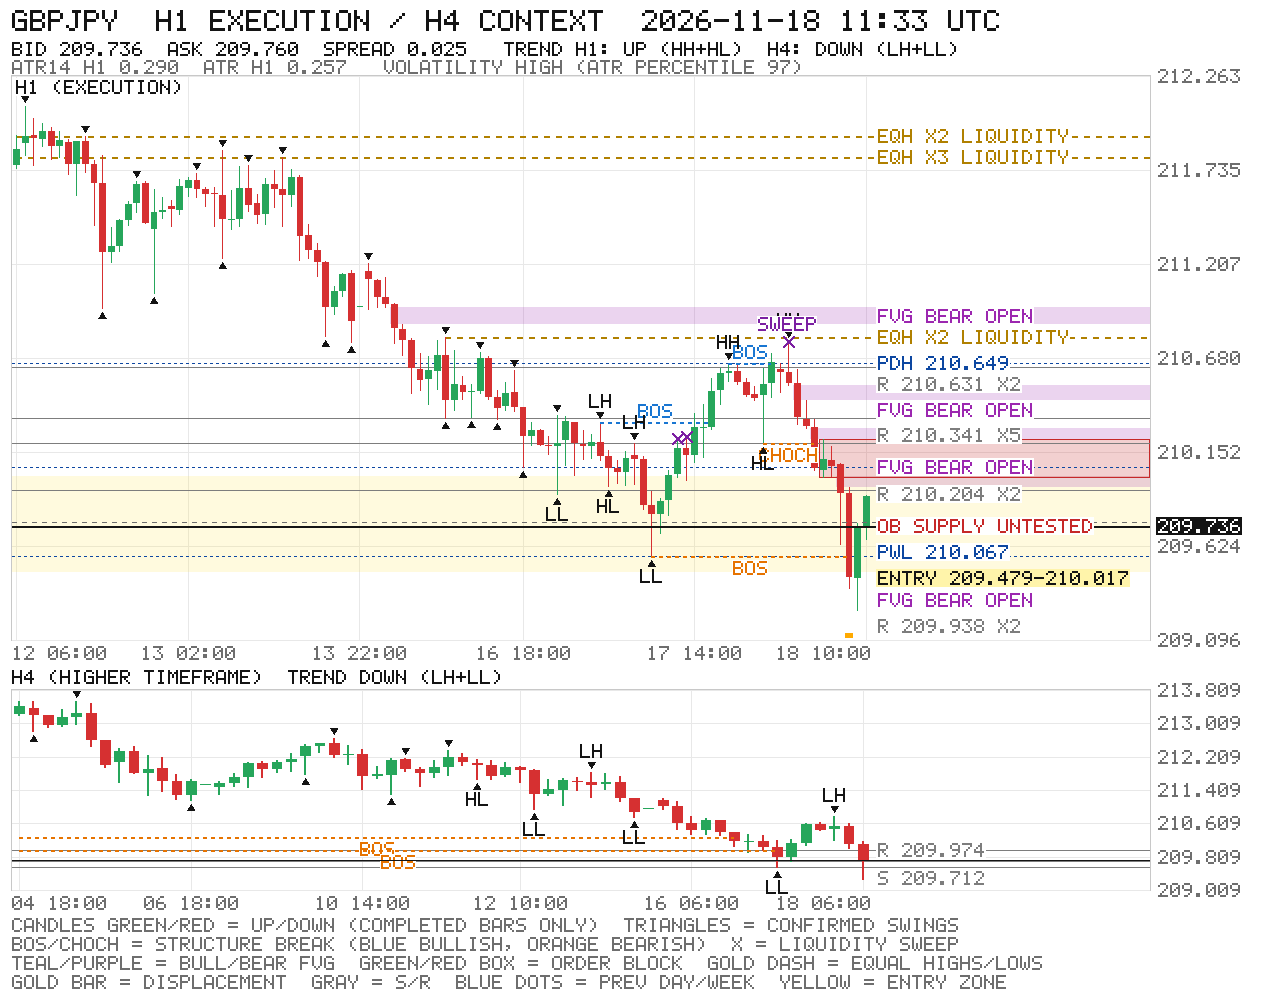 GBPJPY  H1 EXECUTION / H4 CONTEXT  2026-11-18 11:33 UTC
BID 209.736  ASK 209.760  SPREAD 0.025  TREND H1: UP (HH+HL)  H4: DOWN (LH+LL)
ATR14 H1 0.290  ATR H1 0.257  VOLATILITY HIGH (ATR PERCENTILE 97)
212.263
H1 (EXECUTION)
EQH X2 LIQUIDITY
EQH X3 LIQUIDITY
211.735
211.207
FVG BEAR OPEN
SWEEP
EQH X2 LIQUIDITY
HH
BOS
210.680
PDH 210.649
R 210.631 X2
LH
BOS
FVG BEAR OPEN
LH
R 210.341 X5
CHOCH
210.152
HL
FVG BEAR OPEN
HL
R 210.204 X2
LL
OB SUPPLY UNTESTED
209.736
209.624
PWL 210.067
BOS
LL
ENTRY 209.479-210.017
FVG BEAR OPEN
R 209.938 X2
209.096
12 06:00  13 02:00  13 22:00  16 18:00  17 14:00  18 10:00
H4 (HIGHER TIMEFRAME)  TREND DOWN (LH+LL)
213.809
213.009
LH
212.209
HL
211.409
LH
LL
LL
210.609
BOS
R 209.974
209.809
BOS
LL
S 209.712
209.009
04 18:00  06 18:00  10 14:00  12 10:00  16 06:00  18 06:00
CANDLES GREEN/RED = UP/DOWN (COMPLETED BARS ONLY)  TRIANGLES = CONFIRMED SWINGS
BOS/CHOCH = STRUCTURE BREAK (BLUE BULLISH, ORANGE BEARISH)  X = LIQUIDITY SWEEP
TEAL/PURPLE = BULL/BEAR FVG  GREEN/RED BOX = ORDER BLOCK  GOLD DASH = EQUAL HIGHS/LOWS
GOLD BAR = DISPLACEMENT  GRAY = S/R  BLUE DOTS = PREV DAY/WEEK  YELLOW = ENTRY ZONE